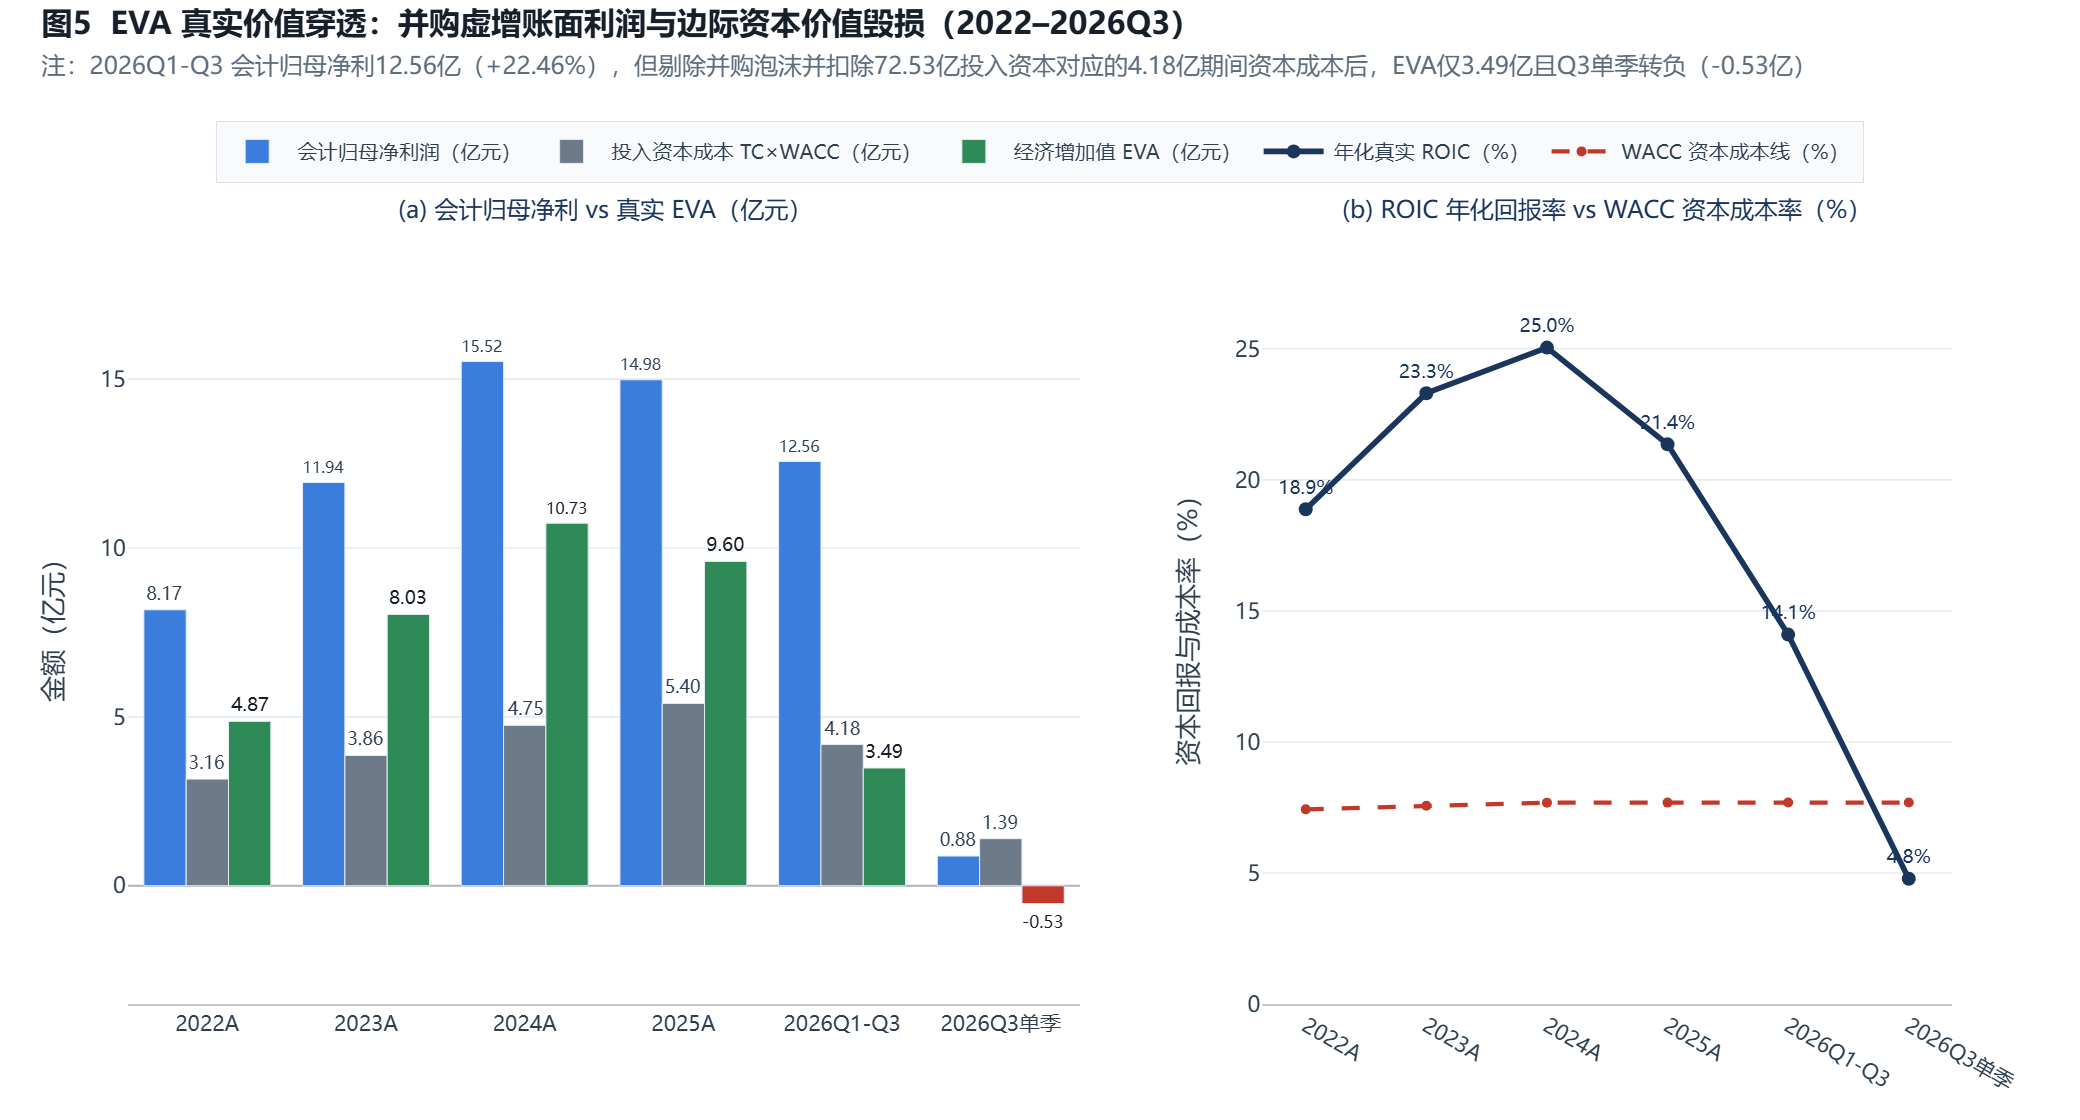 图5 EVA 真实价值穿透：并购虚增账面利润与边际资本价值毁损（2022–2026Q3）
注：2026Q1-Q3 会计归母净利12.56亿（+22.46%），但剔除并购泡沫并扣除72.53亿投入资本对应的4.18亿期间资本成本后，EVA仅3.49亿且Q3单季转负（-0.53亿）
会计归母净利润（亿元） 投入资本成本 TC×WACC（亿元） 经济增加值 EVA（亿元） 年化真实 ROIC（%） WACC 资本成本线（%）
(a) 会计归母净利 vs 真实 EVA（亿元）
金额（亿元）
15
10
5
0
8.17
3.16
4.87
11.94
3.86
8.03
15.52
4.75
10.73
14.98
5.40
9.60
12.56
4.18
3.49
0.88
1.39
-0.53
2022A
2023A
2024A
2025A
2026Q1-Q3
2026Q3单季
(b) ROIC 年化回报率 vs WACC 资本成本率（%）
资本回报与成本率（%）
25
20
15
10
5
0
18.9%
23.3%
25.0%
21.4%
14.1%
4.8%
2022A
2023A
2024A
2025A
2026Q1-Q3
2026Q3单季